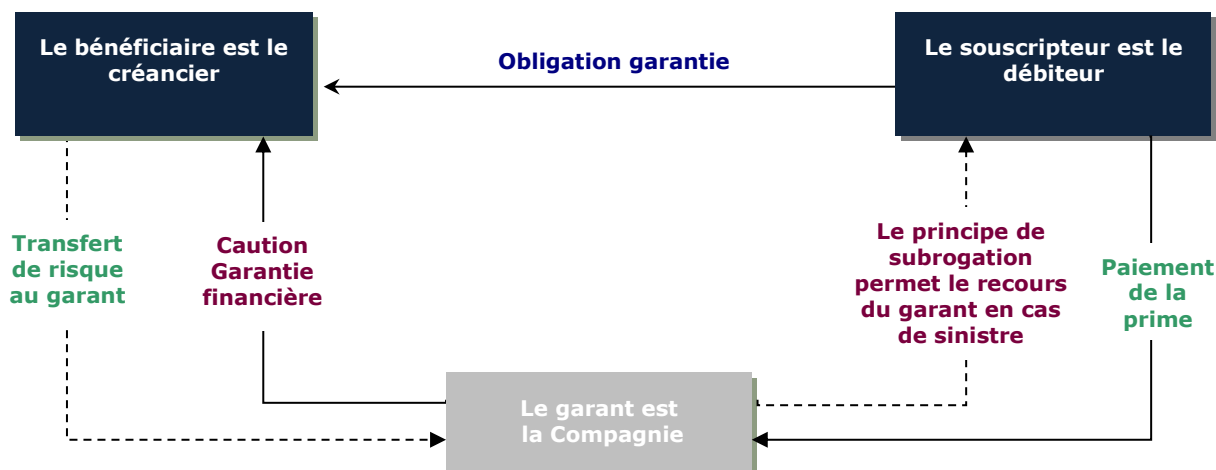 Le bénéficiaire est le
créancier
Obligation garantie
Le souscripteur est le
débiteur
Transfert
de risque
au garant
Caution
Garantie
financière
Le principe de
subrogation
permet le recours
du garant en cas
de sinistre
Paiement
de la
prime
Le garant est
la Compagnie